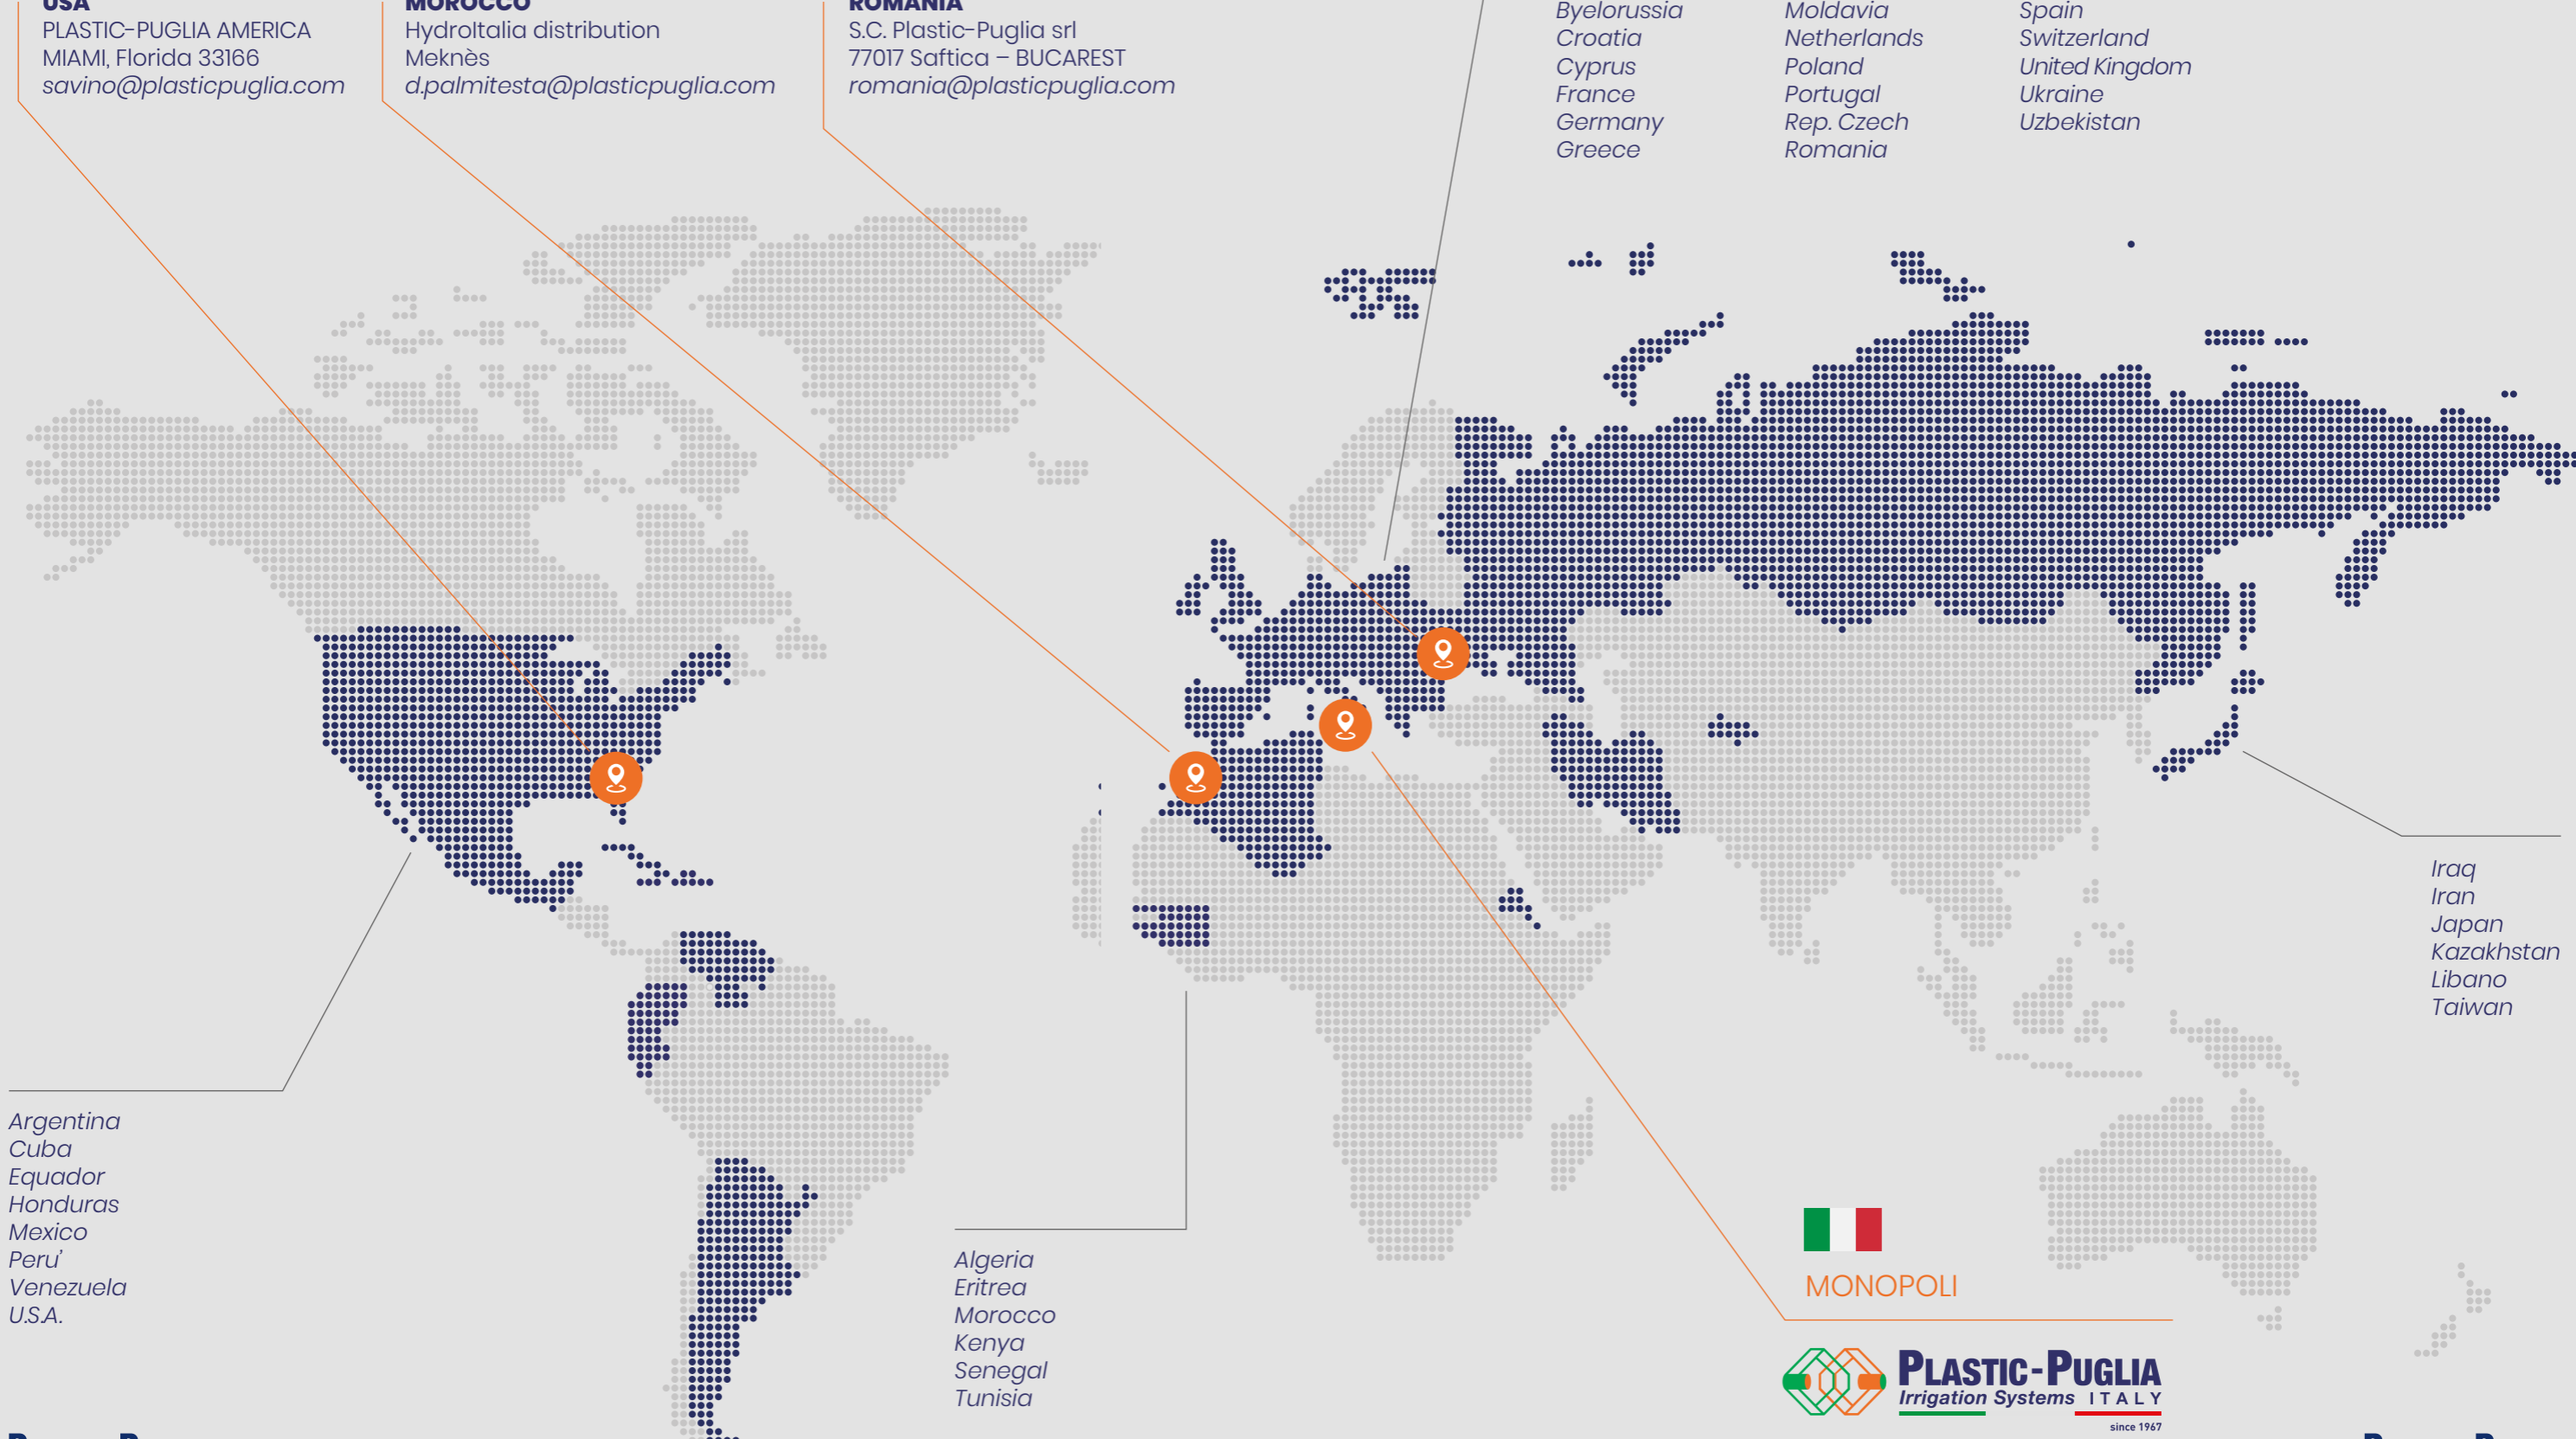 USA
PLASTIC-PUGLIA AMERICA
MIAMI, Florida 33166
savino@plasticpuglia.com
MOROCCO
HydroItalia distribution
Meknès
d.palmitesta@plasticpuglia.com
ROMANIA
S.C. Plastic-Puglia srl
77017 Saftica – BUCAREST
romania@plasticpuglia.com
Byelorussia
Croatia
Cyprus
France
Germany
Greece
Moldavia
Netherlands
Poland
Portugal
Rep. Czech
Romania
Spain
Switzerland
United Kingdom
Ukraine
Uzbekistan
Iraq
Iran
Japan
Kazakhstan
Libano
Taiwan
Argentina
Cuba
Equador
Honduras
Mexico
Peru'
Venezuela
U.S.A.
Algeria
Eritrea
Morocco
Kenya
Senegal
Tunisia
MONOPOLI
PLASTIC-PUGLIA
Irrigation Systems ITALY
since 1967